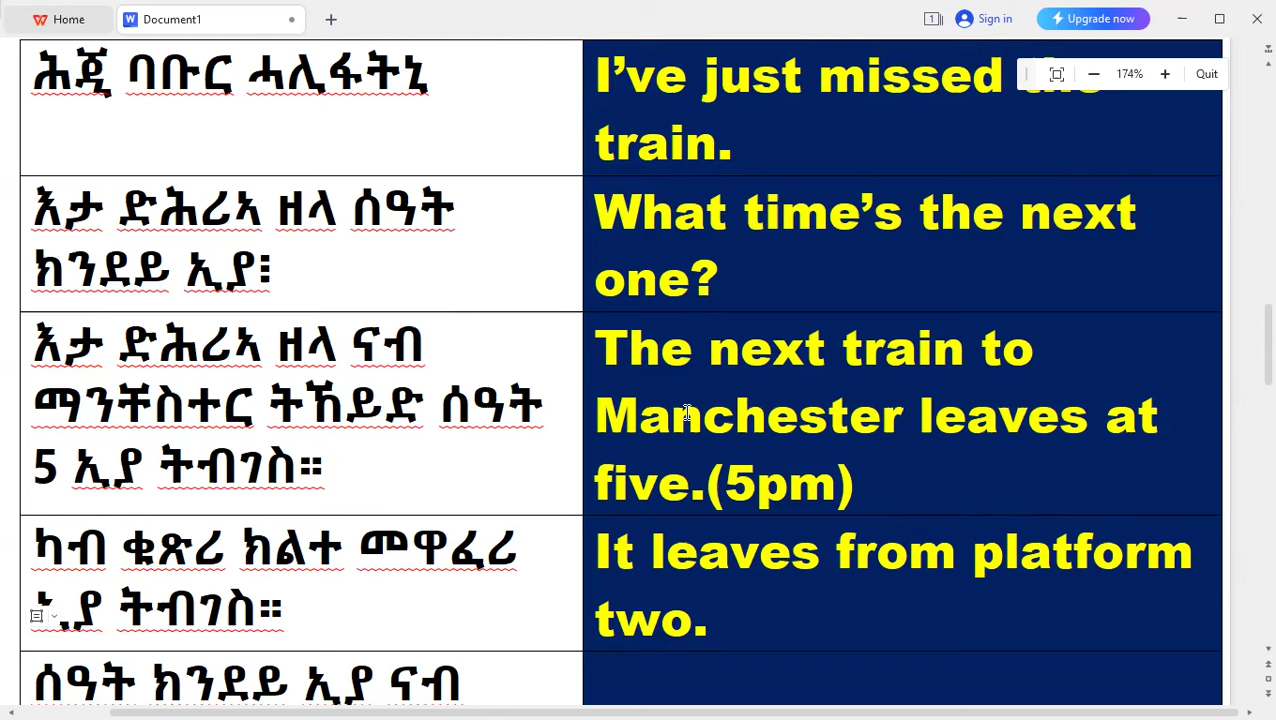 Home
Document1
1
Sign in
Upgrade now
174%
Quit
ሕጂ ባቡር ሓሊፋትኒ
I’ve just missed the
train.
እታ ድሕሪኣ ዘላ ሰዓት
ክንደይ ኢያ፧
What time’s the next
one?
እታ ድሕሪኣ ዘላ ናብ
ማንቸስተር ትኸይድ ሰዓት
5 ኢያ ትብገስ።
The next train to
Manchester leaves at
five.(5pm)
ካብ ቁጽሪ ክልተ መዋፈሪ
ኢያ ትብገስ።
It leaves from platform
two.
ሰዓት ክንደይ ኢያ ናብ